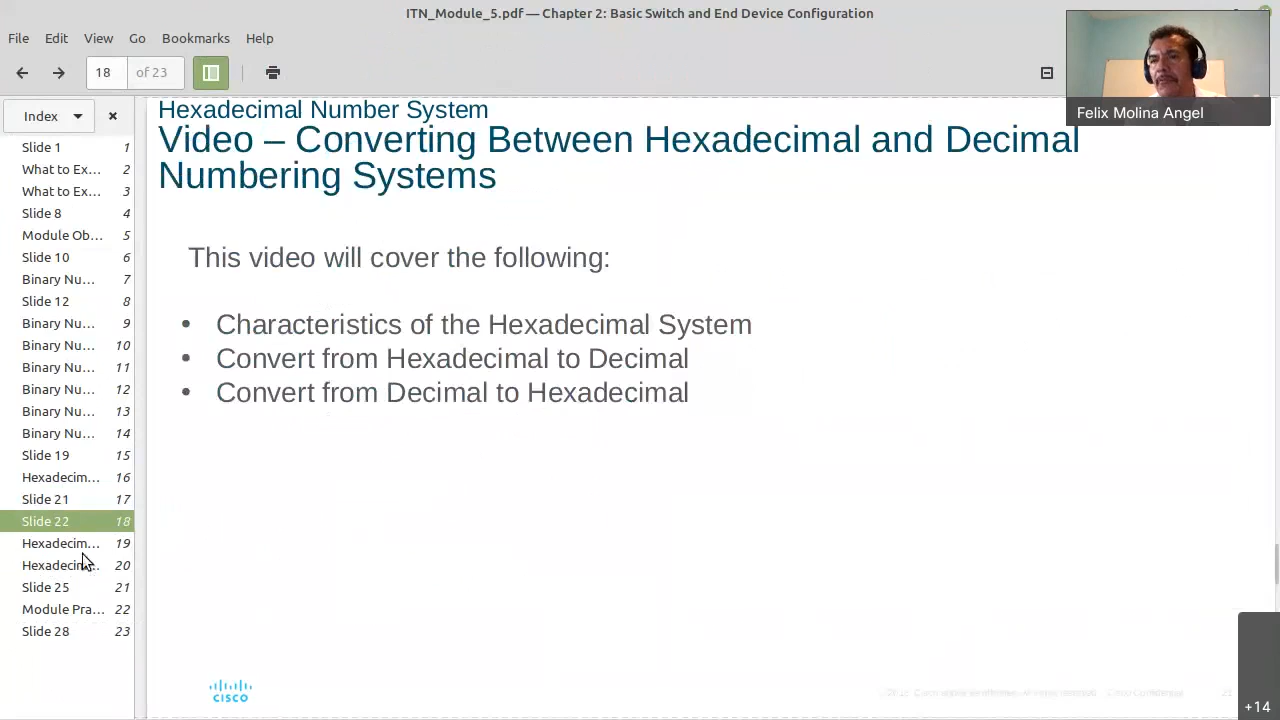 ITN_Module_5.pdf — Chapter 2: Basic Switch and End Device Configuration
File Edit View Go Bookmarks Help
18 of 23
Felix Molina Angel
Index
Slide 1 1
What to Ex... 2
What to Ex... 3
Slide 8 4
Module Ob... 5
Slide 10 6
Binary Nu... 7
Slide 12 8
Binary Nu... 9
Binary Nu... 10
Binary Nu... 11
Binary Nu... 12
Binary Nu... 13
Binary Nu... 14
Slide 19 15
Hexadecim... 16
Slide 21 17
Slide 22 18
Hexadecim... 19
Hexadecim... 20
Slide 25 21
Module Pra... 22
Slide 28 23
Hexadecimal Number System
Video – Converting Between Hexadecimal and Decimal
Numbering Systems
This video will cover the following:
• Characteristics of the Hexadecimal System
• Convert from Hexadecimal to Decimal
• Convert from Decimal to Hexadecimal
CISCO
+14